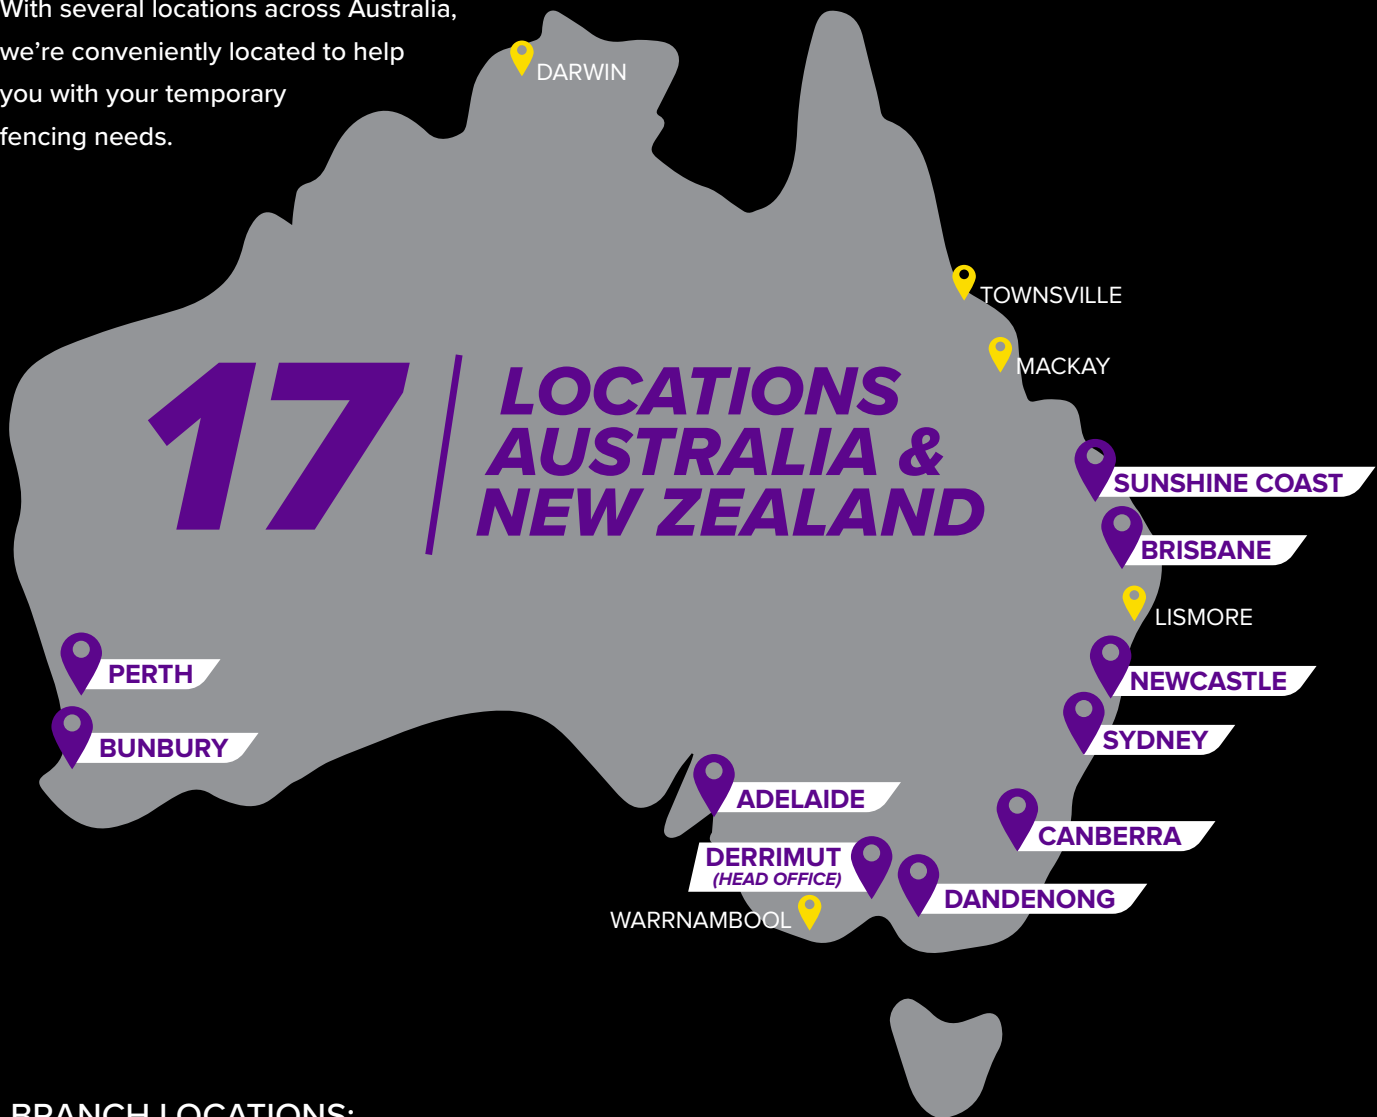 With several locations across Australia,
we're conveniently located to help
you with your temporary
fencing needs.
DARWIN
TOWNSVILLE
MACKAY
17
LOCATIONS
AUSTRALIA &
NEW ZEALAND
SUNSHINE COAST
BRISBANE
LISMORE
PERTH
NEWCASTLE
BUNBURY
SYDNEY
ADELAIDE
CANBERRA
DERRIMUT
(HEAD OFFICE)
DANDENONG
WARRNAMBOOL
BRANCH LOCATIONS: